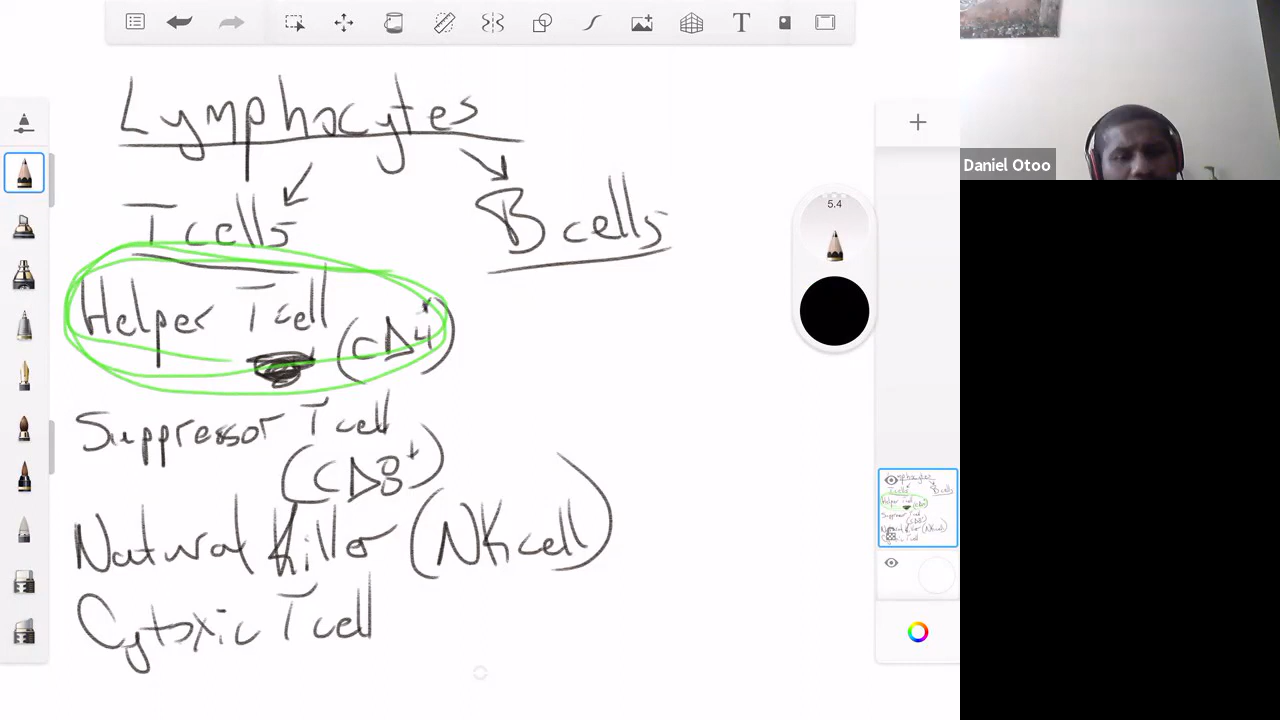 Lymphocytes
T cells
B cells
Helper T cell
(CD4+)
Suppressor T cell
(CD8+)
Natural Killer (NK cell)
Cytoxic T cell
5.4
Daniel Otoo
T